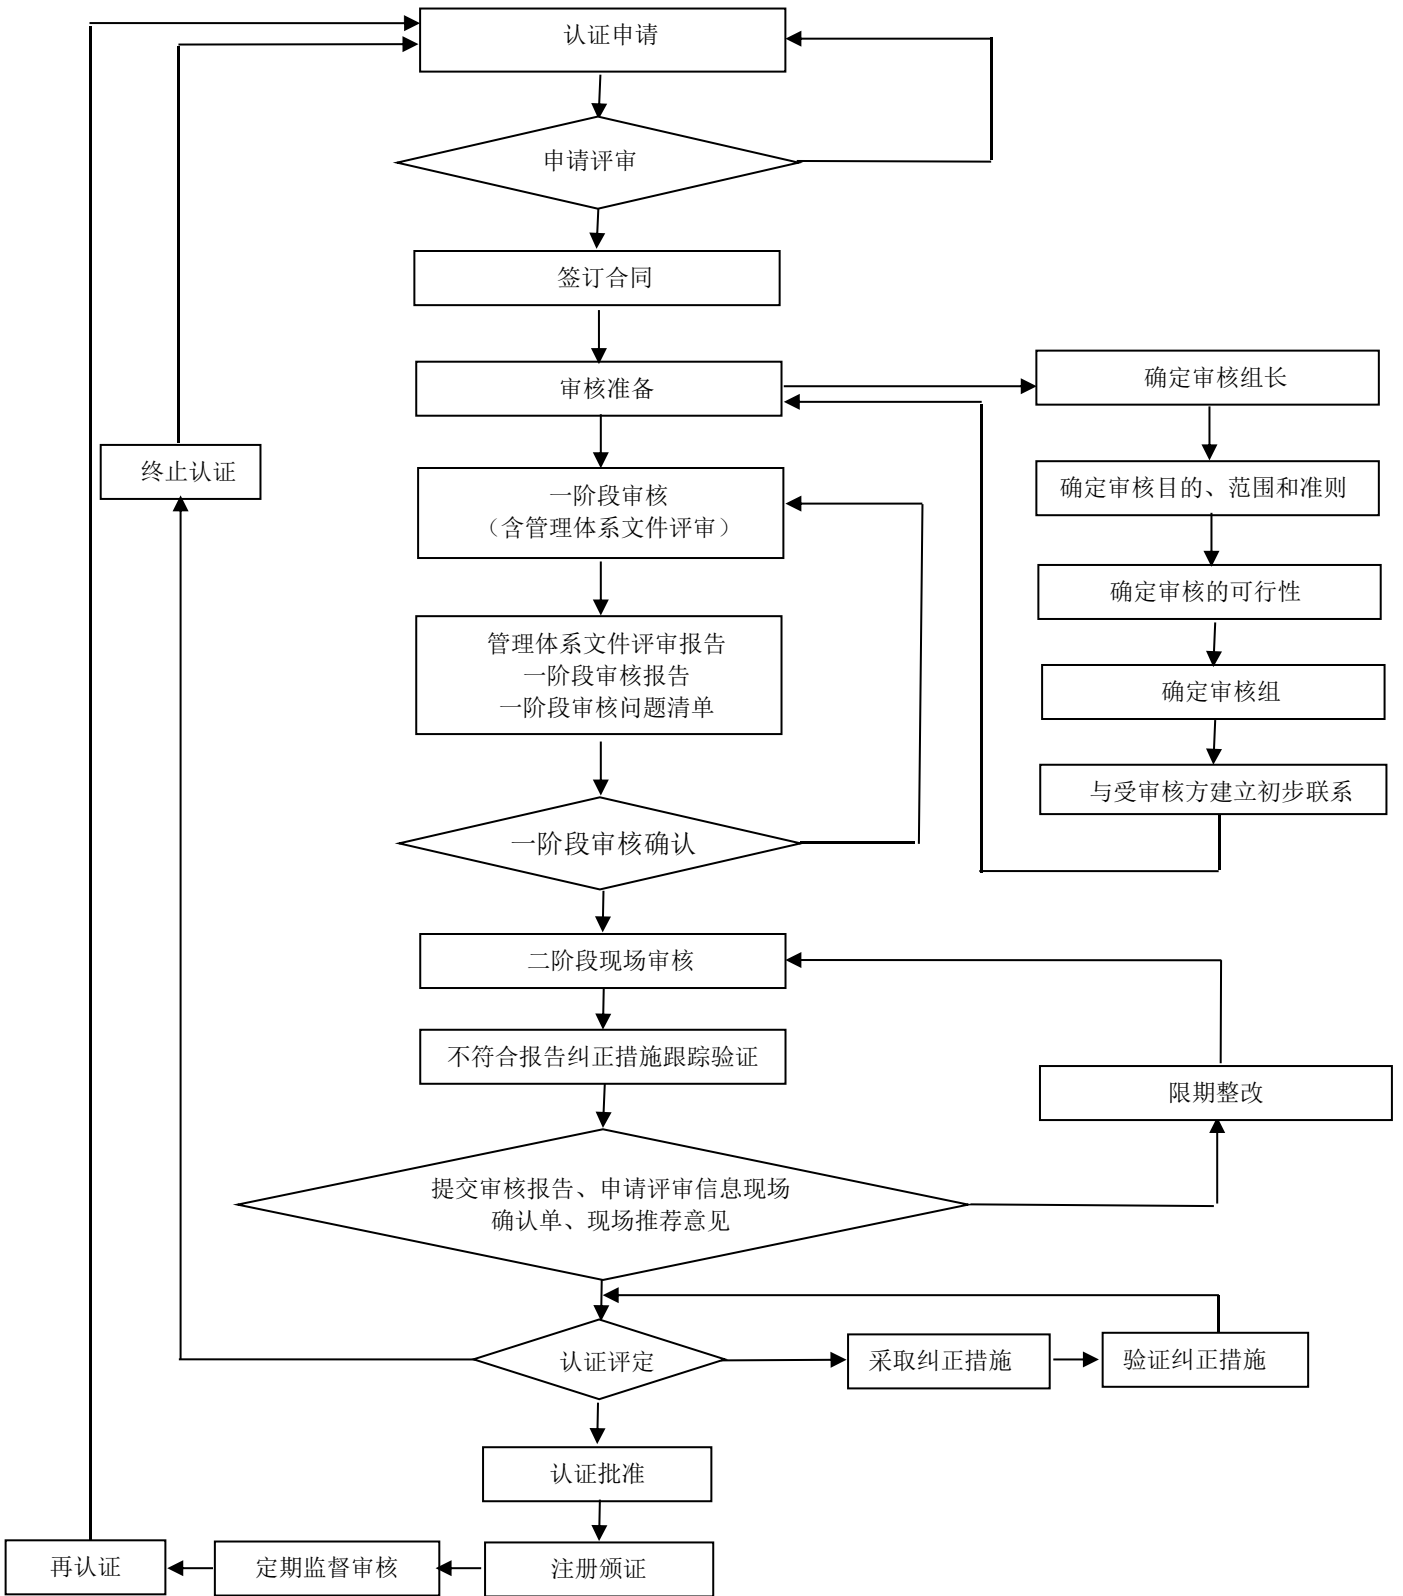 认证申请
申请评审
签订合同
审核准备
确定审核组长
终止认证
一阶段审核
（含管理体系文件评审）
确定审核目的、范围和准则
确定审核的可行性
管理体系文件评审报告
一阶段审核报告
一阶段审核问题清单
确定审核组
与受审核方建立初步联系
一阶段审核确认
二阶段现场审核
不符合报告纠正措施跟踪验证
限期整改
提交审核报告、申请评审信息现场
确认单、现场推荐意见
认证评定
采取纠正措施
验证纠正措施
认证批准
再认证
定期监督审核
注册颁证